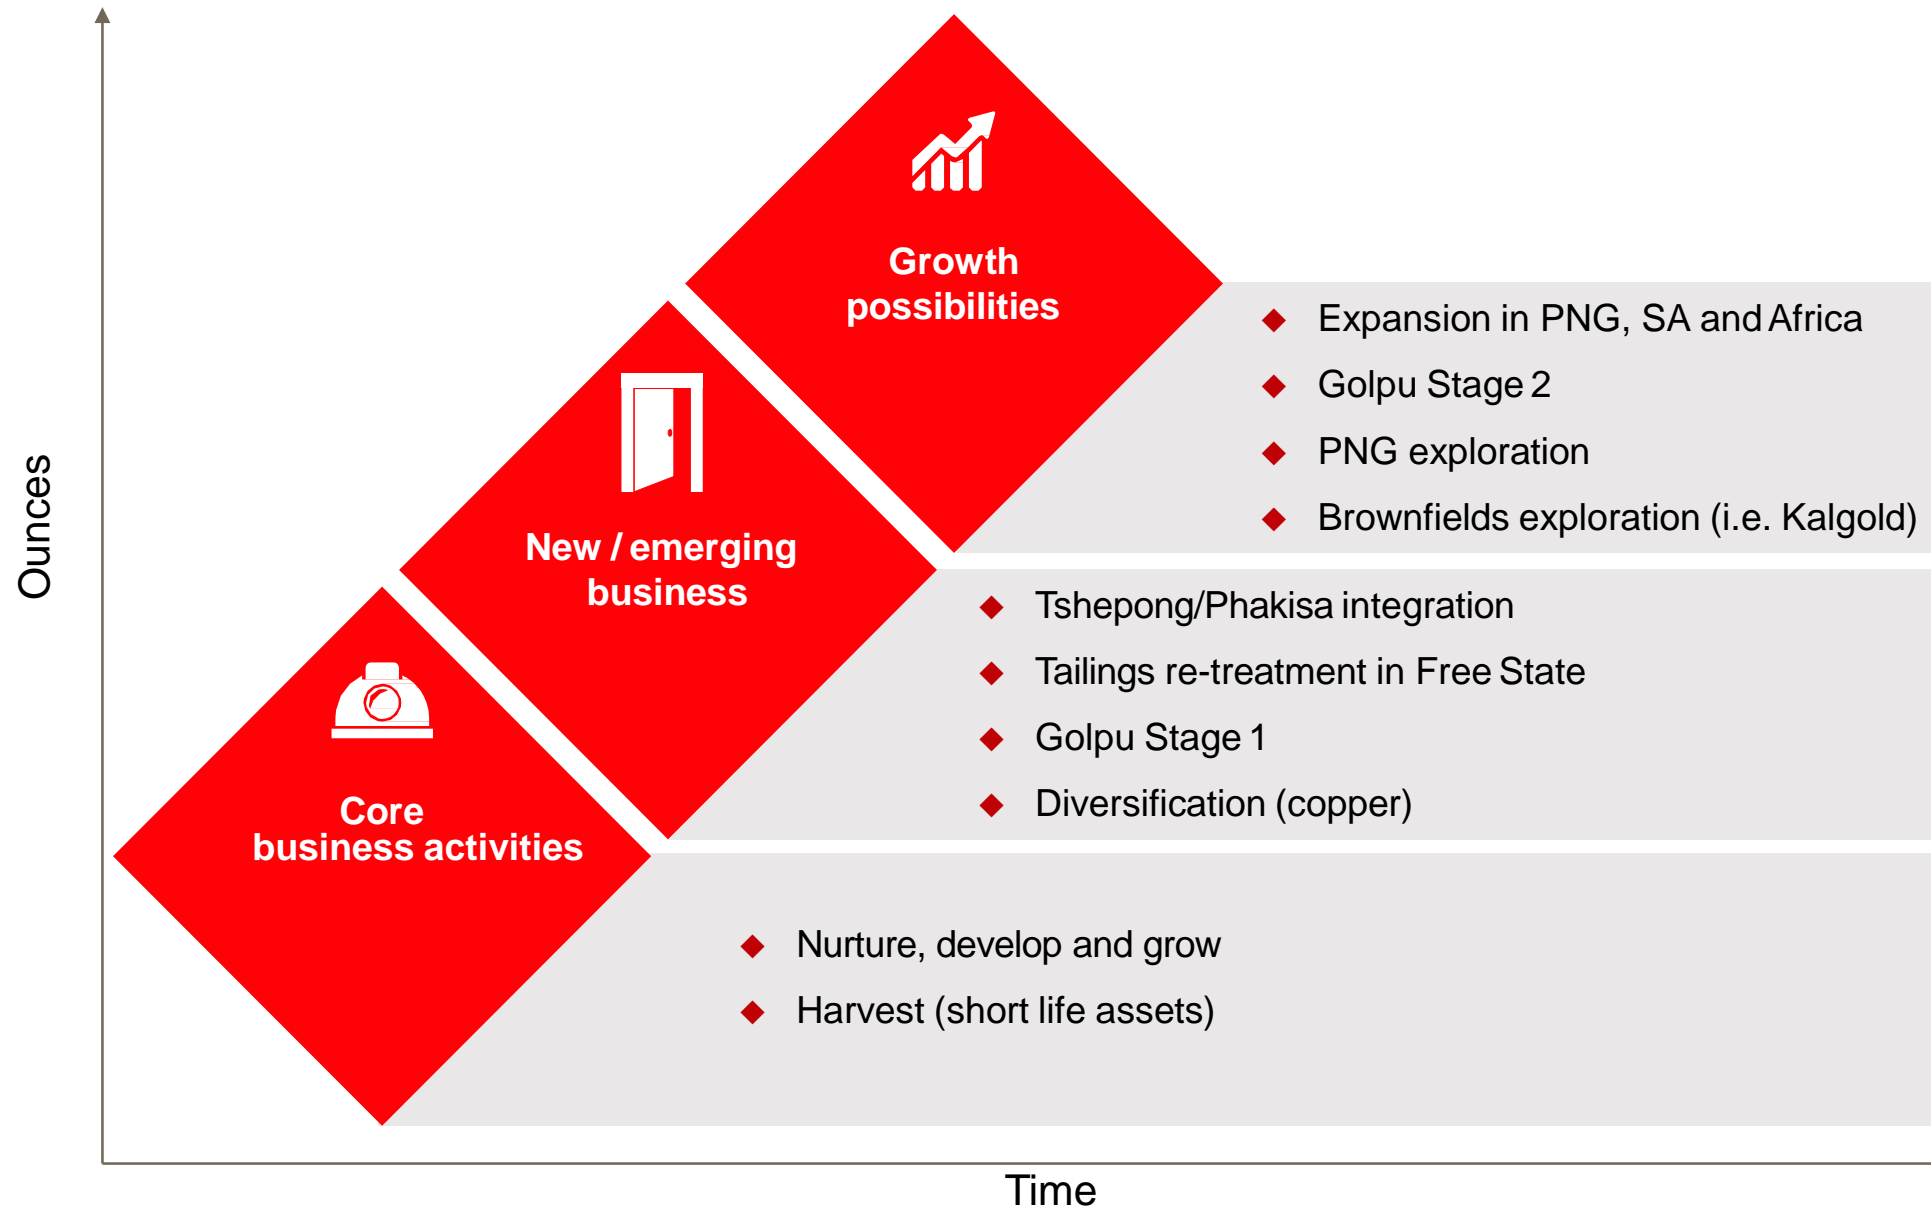 Ounces
Growth
possibilities
Expansion in PNG, SA and Africa
Golpu Stage 2
PNG exploration
Brownfields exploration (i.e. Kalgold)
New / emerging
business
Tshepong/Phakisa integration
Tailings re-treatment in Free State
Golpu Stage 1
Diversification (copper)
Core
business activities
Nurture, develop and grow
Harvest (short life assets)
Time